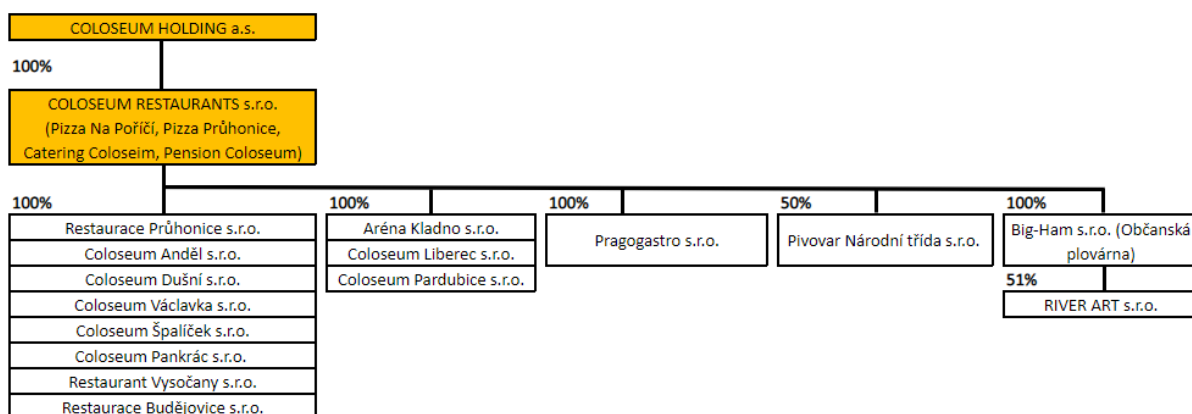 COLOSEUM HOLDING a.s.
100%
COLOSEUM RESTAURANTS s.r.o.
(Pizza Na Poříčí, Pizza Průhonice,
Catering Coloseim, Pension Coloseum)
100%
Restaurace Průhonice s.r.o.
Coloseum Anděl s.r.o.
Coloseum Dušní s.r.o.
Coloseum Václavka s.r.o.
Coloseum Špalíček s.r.o.
Coloseum Pankrác s.r.o.
Restaurant Vysočany s.r.o.
Restaurace Budějovice s.r.o.
100%
Aréna Kladno s.r.o.
Coloseum Liberec s.r.o.
Coloseum Pardubice s.r.o.
100%
Pragogastro s.r.o.
50%
Pivovar Národní třída s.r.o.
100%
Big-Ham s.r.o. (Občanská
plovárna)
51%
RIVER ART s.r.o.